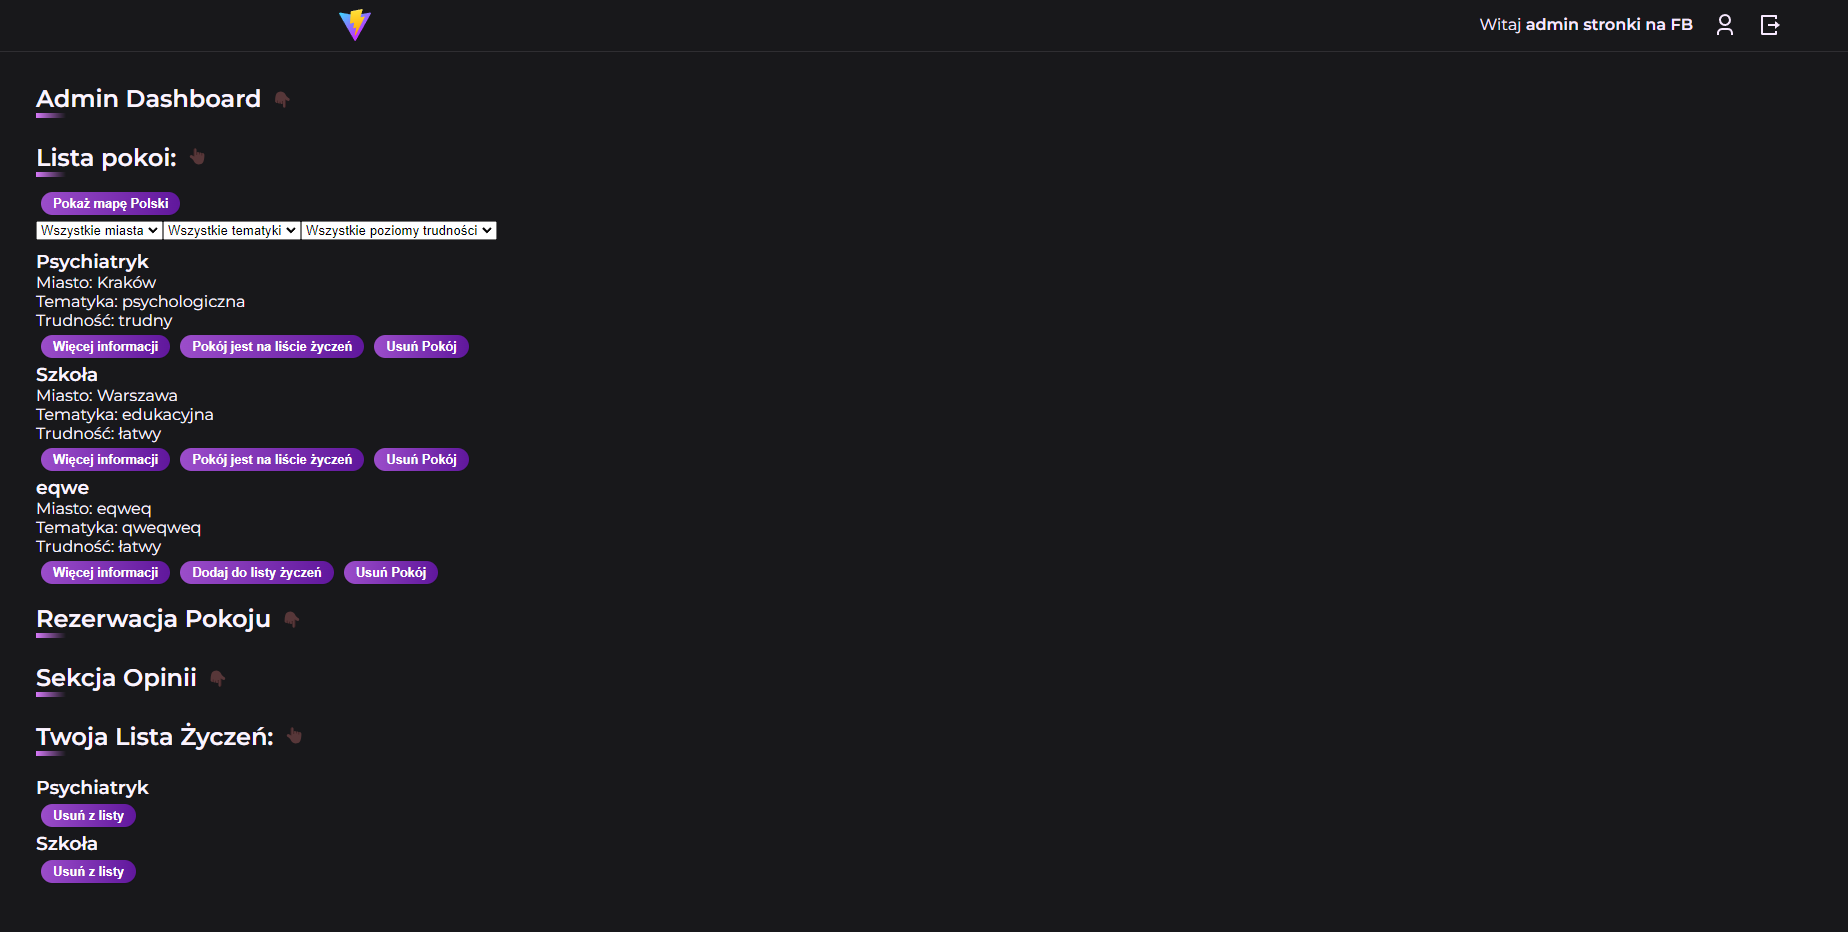 Witaj admin stronki na FB
Admin Dashboard
Lista pokoi:
Pokaż mapę Polski
Wszystkie miasta Wszystkie tematyki Wszystkie poziomy trudności
Psychiatryk
Miasto: Kraków
Tematyka: psychologiczna
Trudność: trudny
Więcej informacji Pokój jest na liście życzeń Usuń Pokój
Szkoła
Miasto: Warszawa
Tematyka: edukacyjna
Trudność: łatwy
Więcej informacji Pokój jest na liście życzeń Usuń Pokój
eqwe
Miasto: eqweq
Tematyka: qweqweq
Trudność: łatwy
Więcej informacji Dodaj do listy życzeń Usuń Pokój
Rezerwacja Pokoju
Sekcja Opinii
Twoja Lista Życzeń:
Psychiatryk
Usuń z listy
Szkoła
Usuń z listy